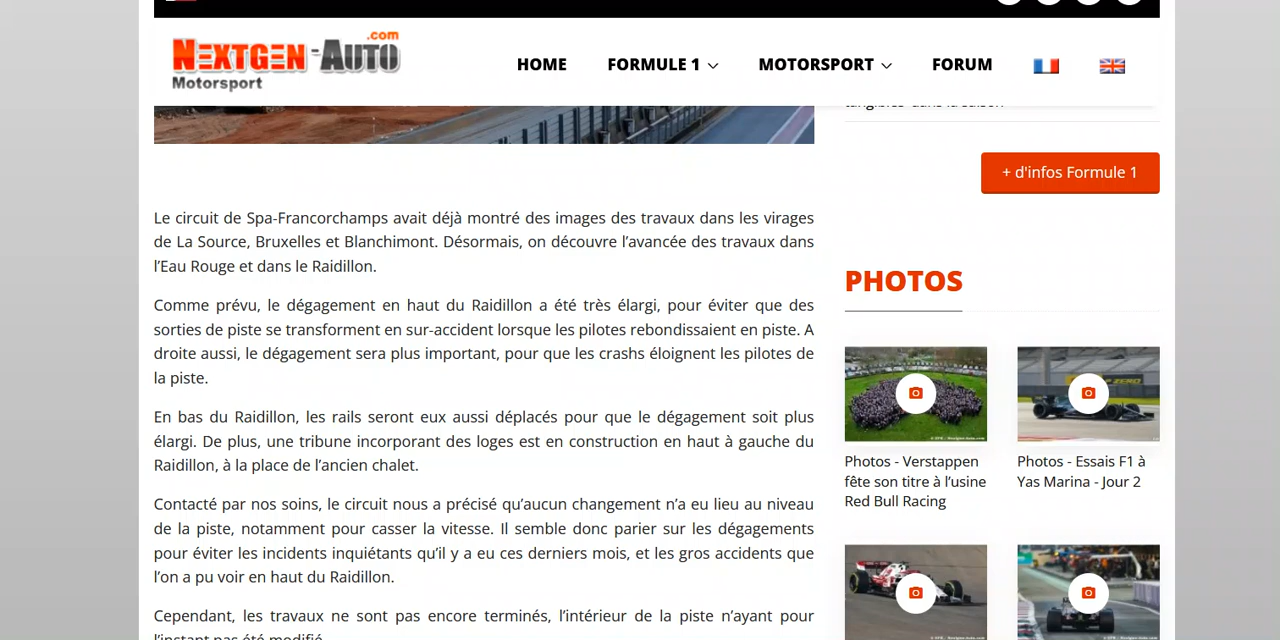 NEXTGEN-AUTO.com
Motorsport
HOME
FORMULE 1
MOTORSPORT
FORUM
+ d'infos Formule 1
Le circuit de Spa-Francorchamps avait déjà montré des images des travaux dans les virages
de La Source, Bruxelles et Blanchimont. Désormais, on découvre l’avancée des travaux dans
l’Eau Rouge et dans le Raidillon.
Comme prévu, le dégagement en haut du Raidillon a été très élargi, pour éviter que des
sorties de piste se transforment en sur-accident lorsque les pilotes rebondissaient en piste. A
droite aussi, le dégagement sera plus important, pour que les crashs éloignent les pilotes de
la piste.
En bas du Raidillon, les rails seront eux aussi déplacés pour que le dégagement soit plus
élargi. De plus, une tribune incorporant des loges est en construction en haut à gauche du
Raidillon, à la place de l’ancien chalet.
Contacté par nos soins, le circuit nous a précisé qu’aucun changement n’a eu lieu au niveau
de la piste, notamment pour casser la vitesse. Il semble donc parier sur les dégagements
pour éviter les incidents inquiétants qu’il y a eu ces derniers mois, et les gros accidents que
l’on a pu voir en haut du Raidillon.
Cependant, les travaux ne sont pas encore terminés, l’intérieur de la piste n’ayant pour
l’instant pas été modifié.
PHOTOS
Photos - Verstappen
fête son titre à l’usine
Red Bull Racing
Photos - Essais F1 à
Yas Marina - Jour 2